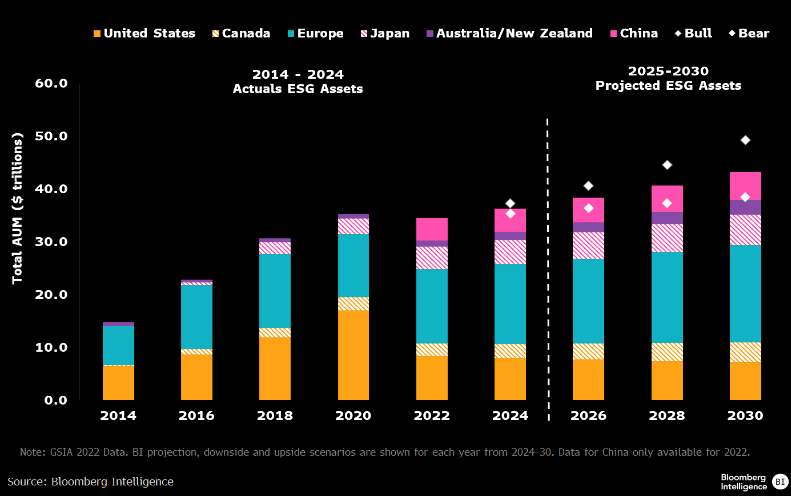 United States Canada Europe Japan Australia/New Zealand China Bull Bear
2014 - 2024
Actuals ESG Assets
2025-2030
Projected ESG Assets
Total AUM ($ trillions)
60.0
50.0
40.0
30.0
20.0
10.0
0.0
2014 2016 2018 2020 2022 2024 2026 2028 2030
Note: GSIA 2022 Data. BI projection, downside and upside scenarios are shown for each year from 2024-30. Data for China only available for 2022.
Source: Bloomberg Intelligence
Bloomberg
Intelligence
BI